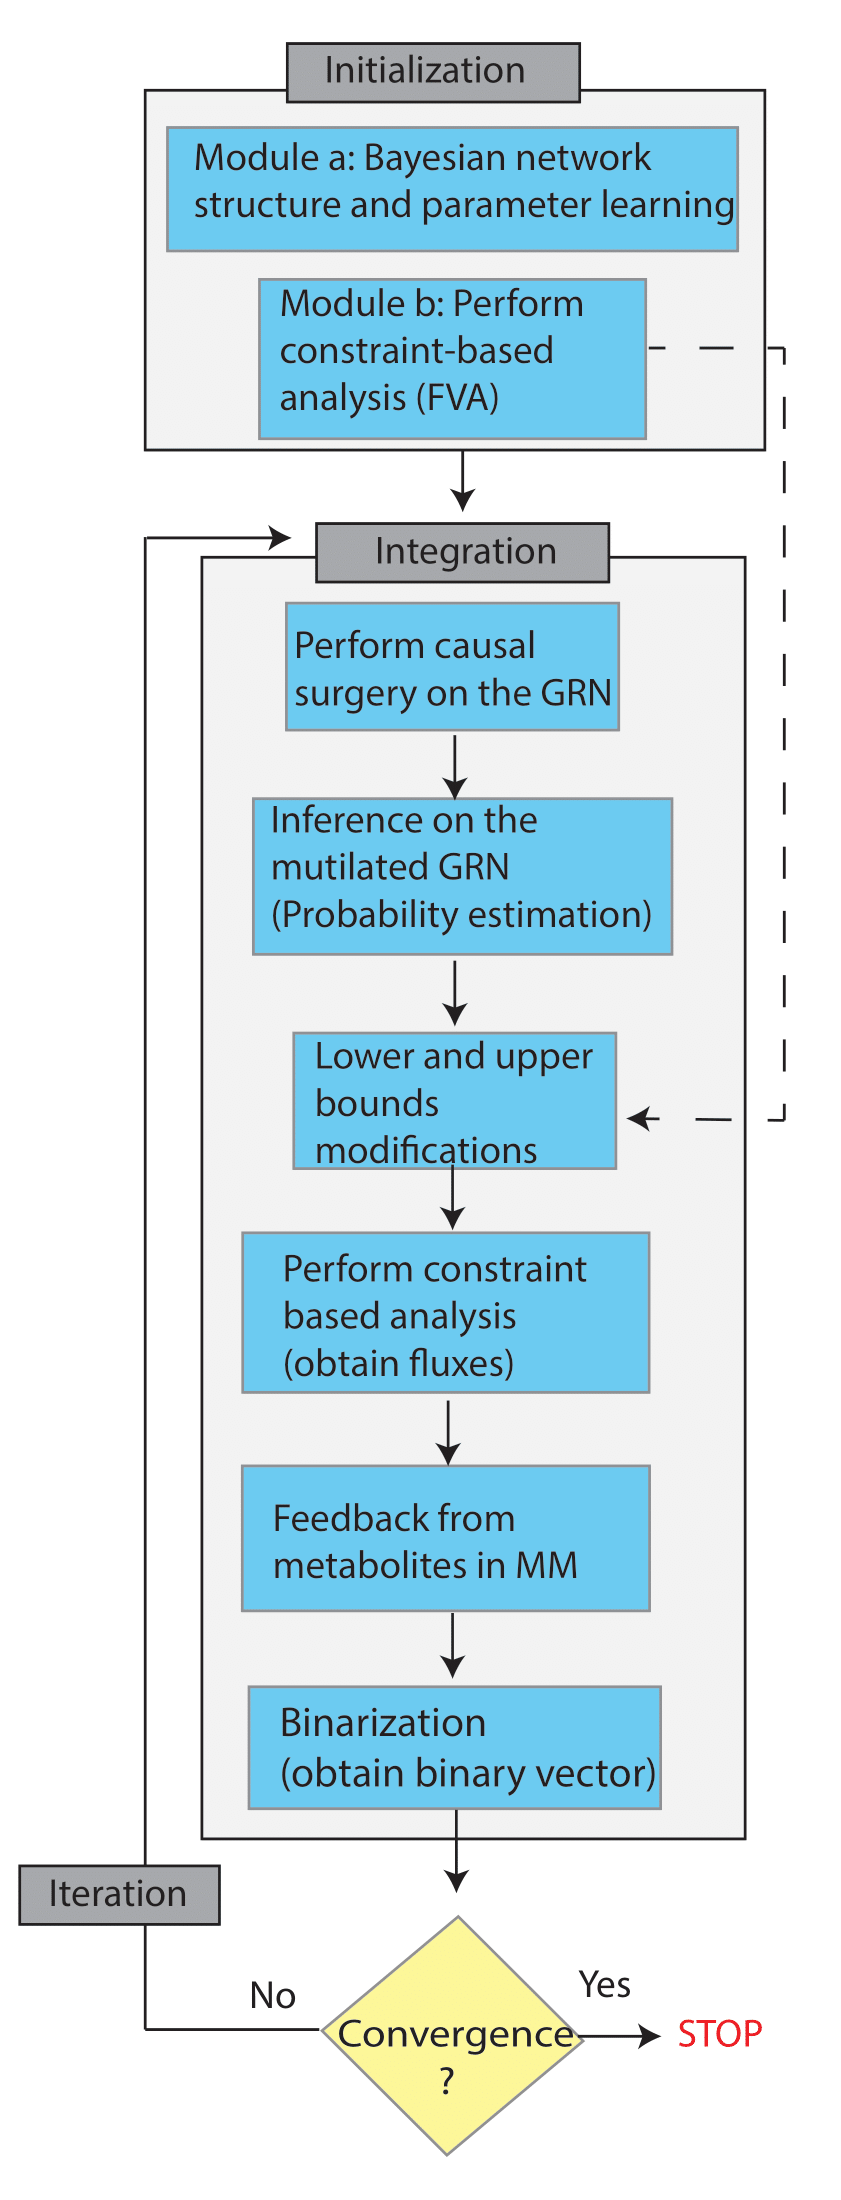 Initialization
Module a: Bayesian network
structure and parameter learning
Module b: Perform
constraint-based
analysis (FVA)
Integration
Perform causal
surgery on the GRN
Inference on the
mutilated GRN
(Probability estimation)
Lower and upper
bounds
modifications
Perform constraint
based analysis
(obtain fluxes)
Feedback from
metabolites in MM
Binarization
(obtain binary vector)
Iteration
No
Yes
Convergence
?
STOP